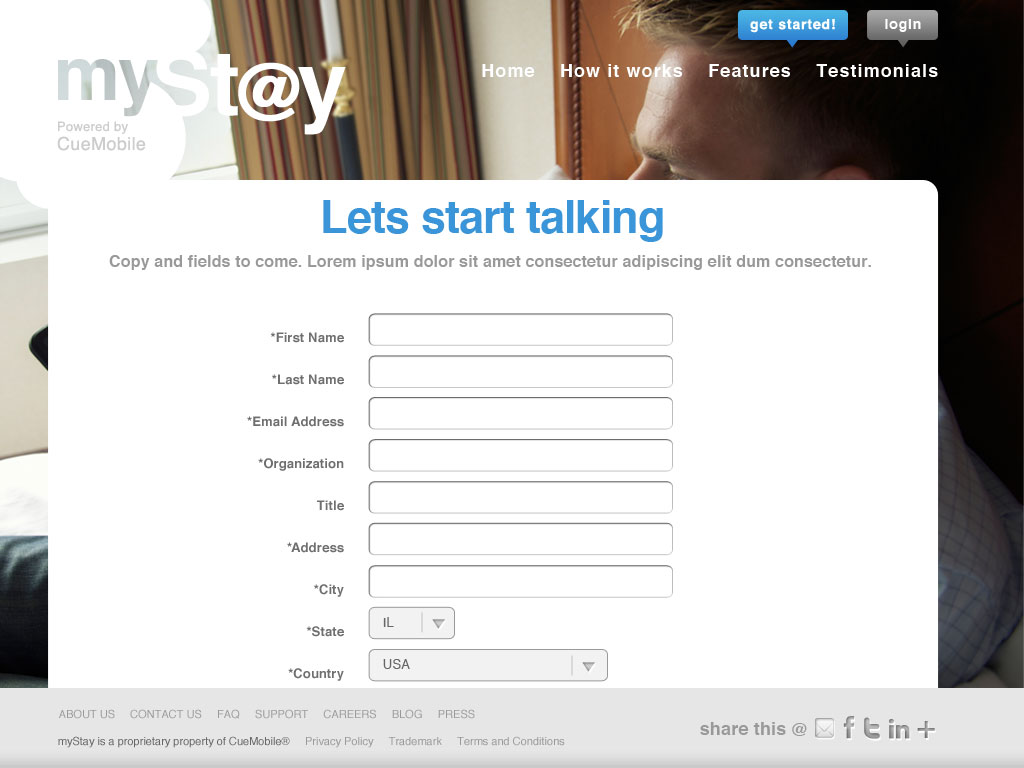 get started! login
mySt@y
Home How it works Features Testimonials
Powered by
CueMobile
Lets start talking
Copy and fields to come. Lorem ipsum dolor sit amet consectetur adipiscing elit dum consectetur.
*First Name
*Last Name
*Email Address
*Organization
Title
*Address
*City
*State IL
*Country USA
ABOUT US CONTACT US FAQ SUPPORT CAREERS BLOG PRESS
share this @ f t in +
myStay is a proprietary property of CueMobile® Privacy Policy Trademark Terms and Conditions